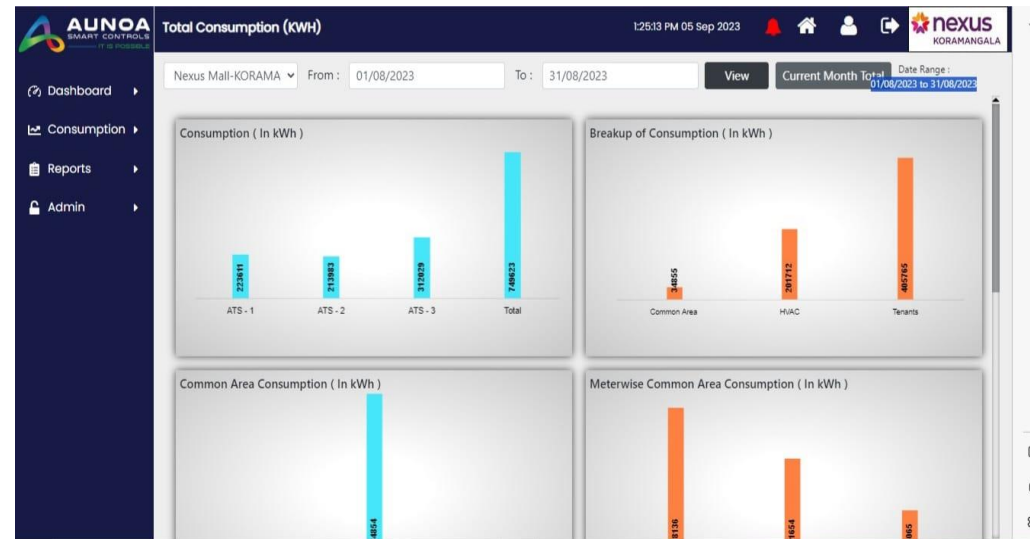 AUNOA
SMART CONTROLS
IT IS POSSIBLE
Total Consumption (KWH)
1:25:13 PM 05 Sep 2023
nexus
KORAMANGALA
Dashboard
Consumption
Reports
Admin
Nexus Mall-KORAMA
From :
01/08/2023
To :
31/08/2023
View
Current Month Total
Date Range :
01/08/2023 to 31/08/2023
Consumption ( In kWh )
223611
213983
312029
749623
ATS - 1
ATS - 2
ATS - 3
Total
Breakup of Consumption ( In kWh )
34855
201712
405765
Common Area
HVAC
Tenants
Common Area Consumption ( In kWh )
4854
Meterwise Common Area Consumption ( In kWh )
8136
1654
065